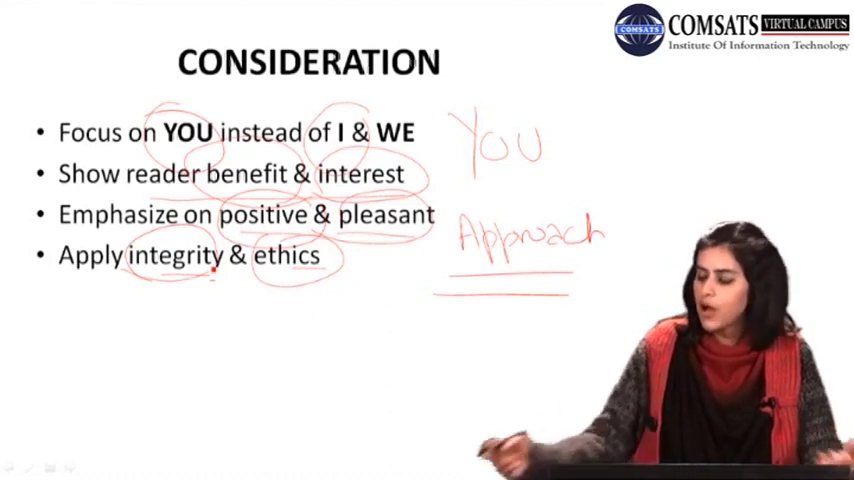 COMSATS VIRTUAL CAMPUS
COMSATS
Institute Of Information Technology
CONSIDERATION
• Focus on YOU instead of I & WE
• Show reader benefit & interest
• Emphasize on positive & pleasant
• Apply integrity & ethics
You
Approach